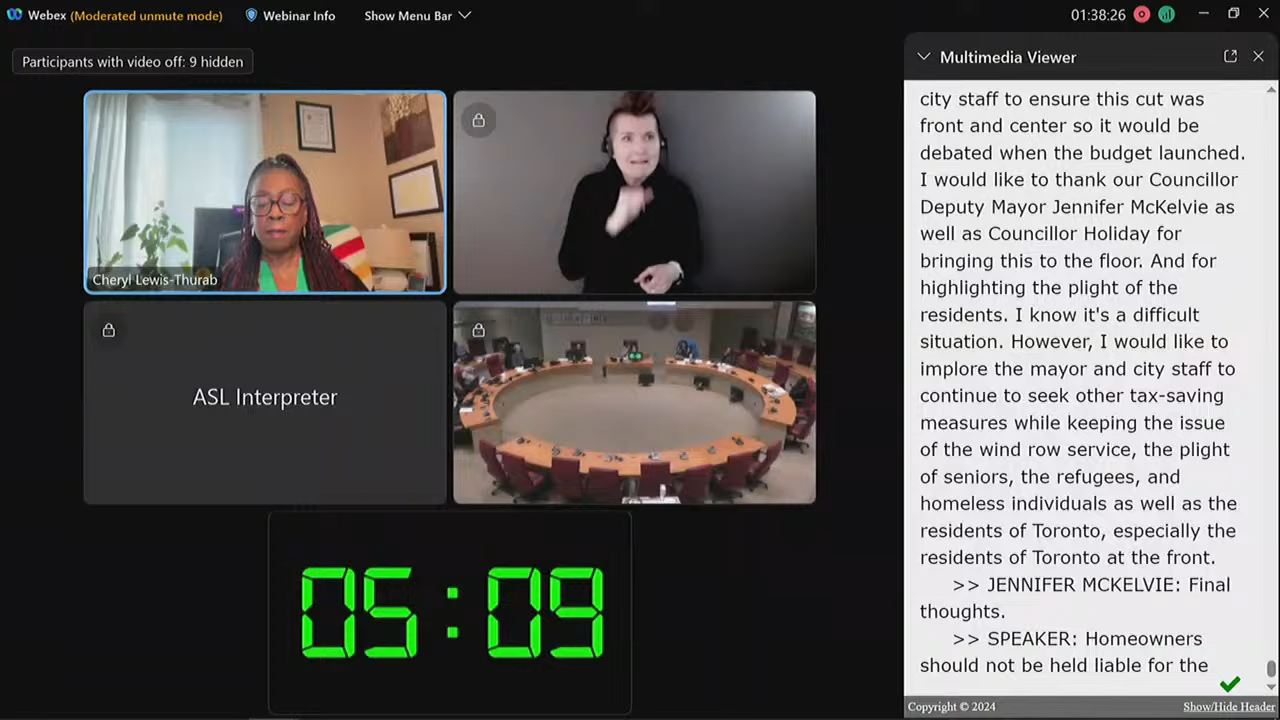 Webex (Moderated unmute mode) Webinar Info Show Menu Bar 01:38:26
Participants with video off: 9 hidden
Cheryl Lewis-Thurab
ASL Interpreter
05:09
Multimedia Viewer
city staff to ensure this cut was
front and center so it would be
debated when the budget launched.
I would like to thank our Councillor
Deputy Mayor Jennifer McKelvie as
well as Councillor Holiday for
bringing this to the floor. And for
highlighting the plight of the
residents. I know it's a difficult
situation. However, I would like to
implore the mayor and city staff to
continue to seek other tax-saving
measures while keeping the issue
of the wind row service, the plight
of seniors, the refugees, and
homeless individuals as well as the
residents of Toronto, especially the
residents of Toronto at the front.
>> JENNIFER MCKELVIE: Final
thoughts.
>> SPEAKER: Homeowners
should not be held liable for the
Copyright © 2024 Show/Hide Header